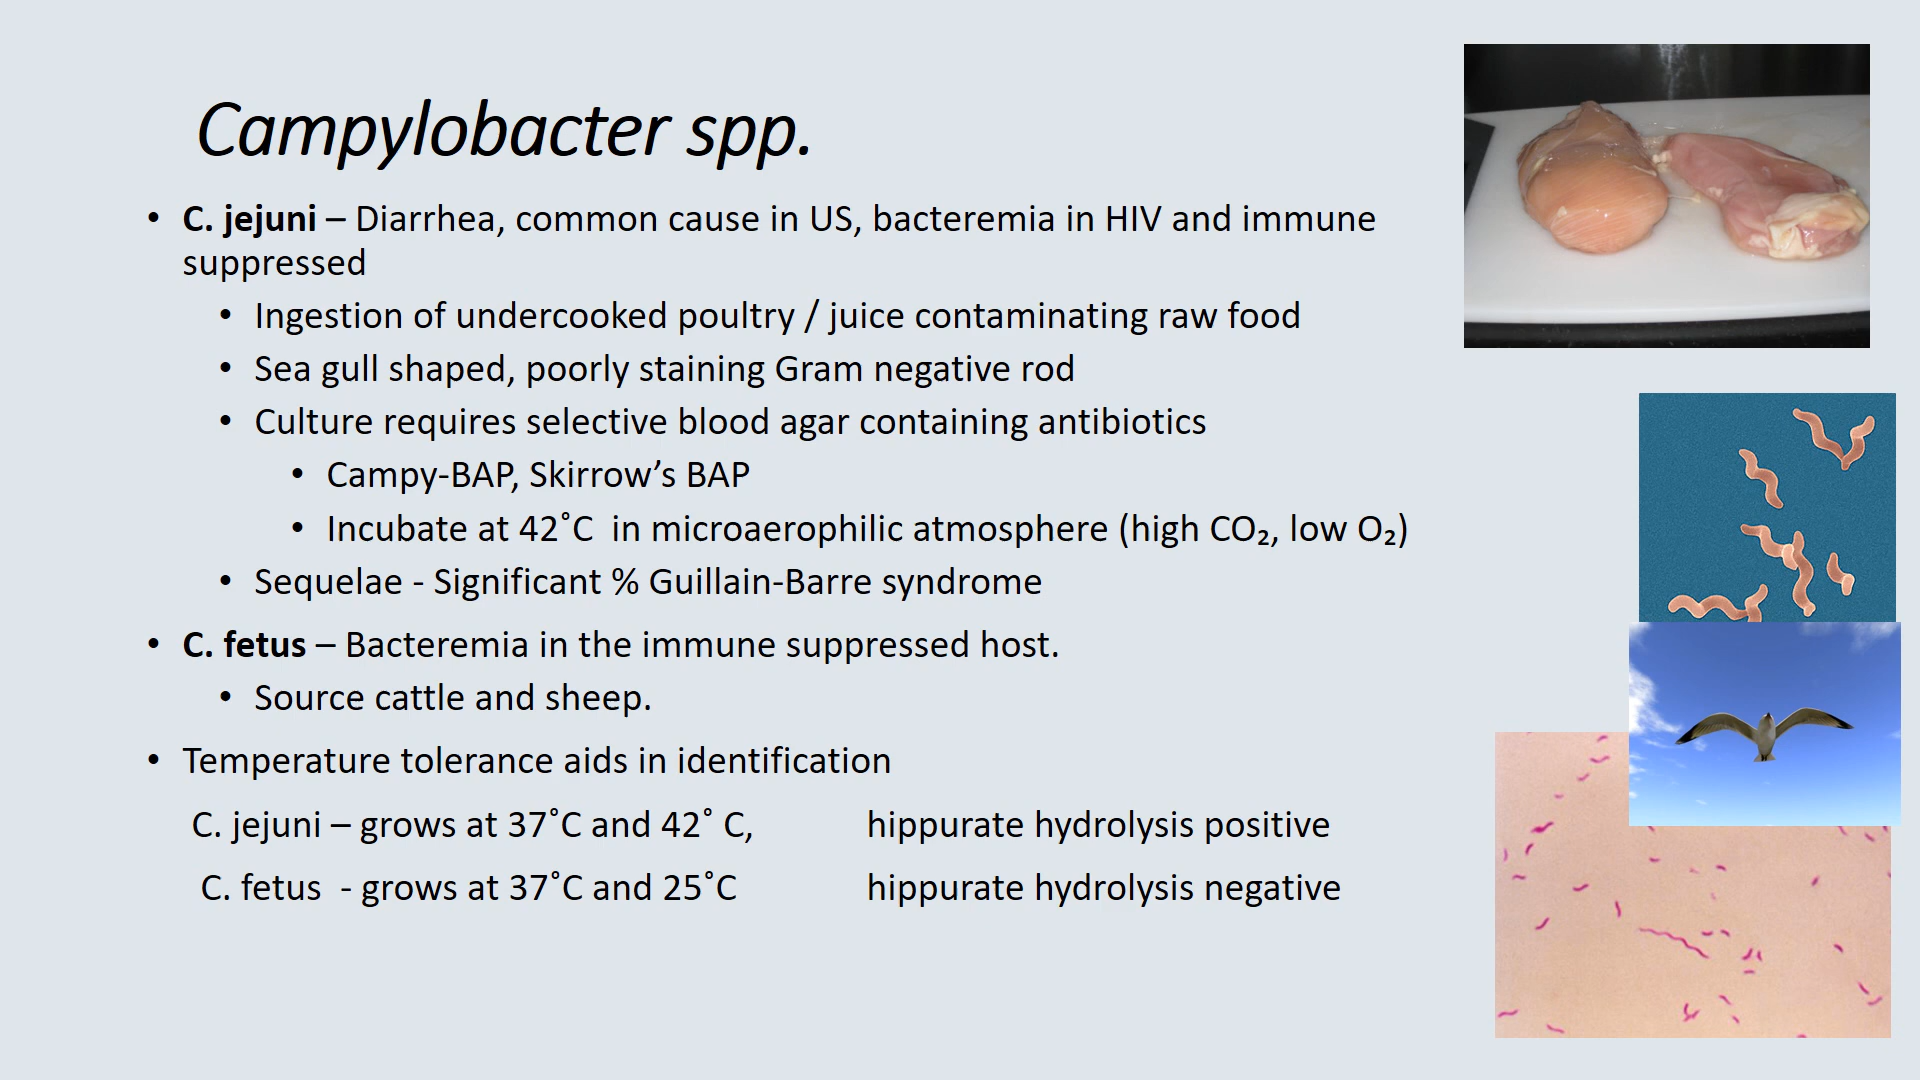 Campylobacter spp.
• C. jejuni – Diarrhea, common cause in US, bacteremia in HIV and immune
suppressed
• Ingestion of undercooked poultry / juice contaminating raw food
• Sea gull shaped, poorly staining Gram negative rod
• Culture requires selective blood agar containing antibiotics
• Campy-BAP, Skirrow’s BAP
• Incubate at 42˚C  in microaerophilic atmosphere (high CO₂, low O₂)
• Sequelae - Significant % Guillain-Barre syndrome
• C. fetus – Bacteremia in the immune suppressed host.
• Source cattle and sheep.
• Temperature tolerance aids in identification
C. jejuni – grows at 37˚C and 42˚ C, hippurate hydrolysis positive
C. fetus  - grows at 37˚C and 25˚C hippurate hydrolysis negative